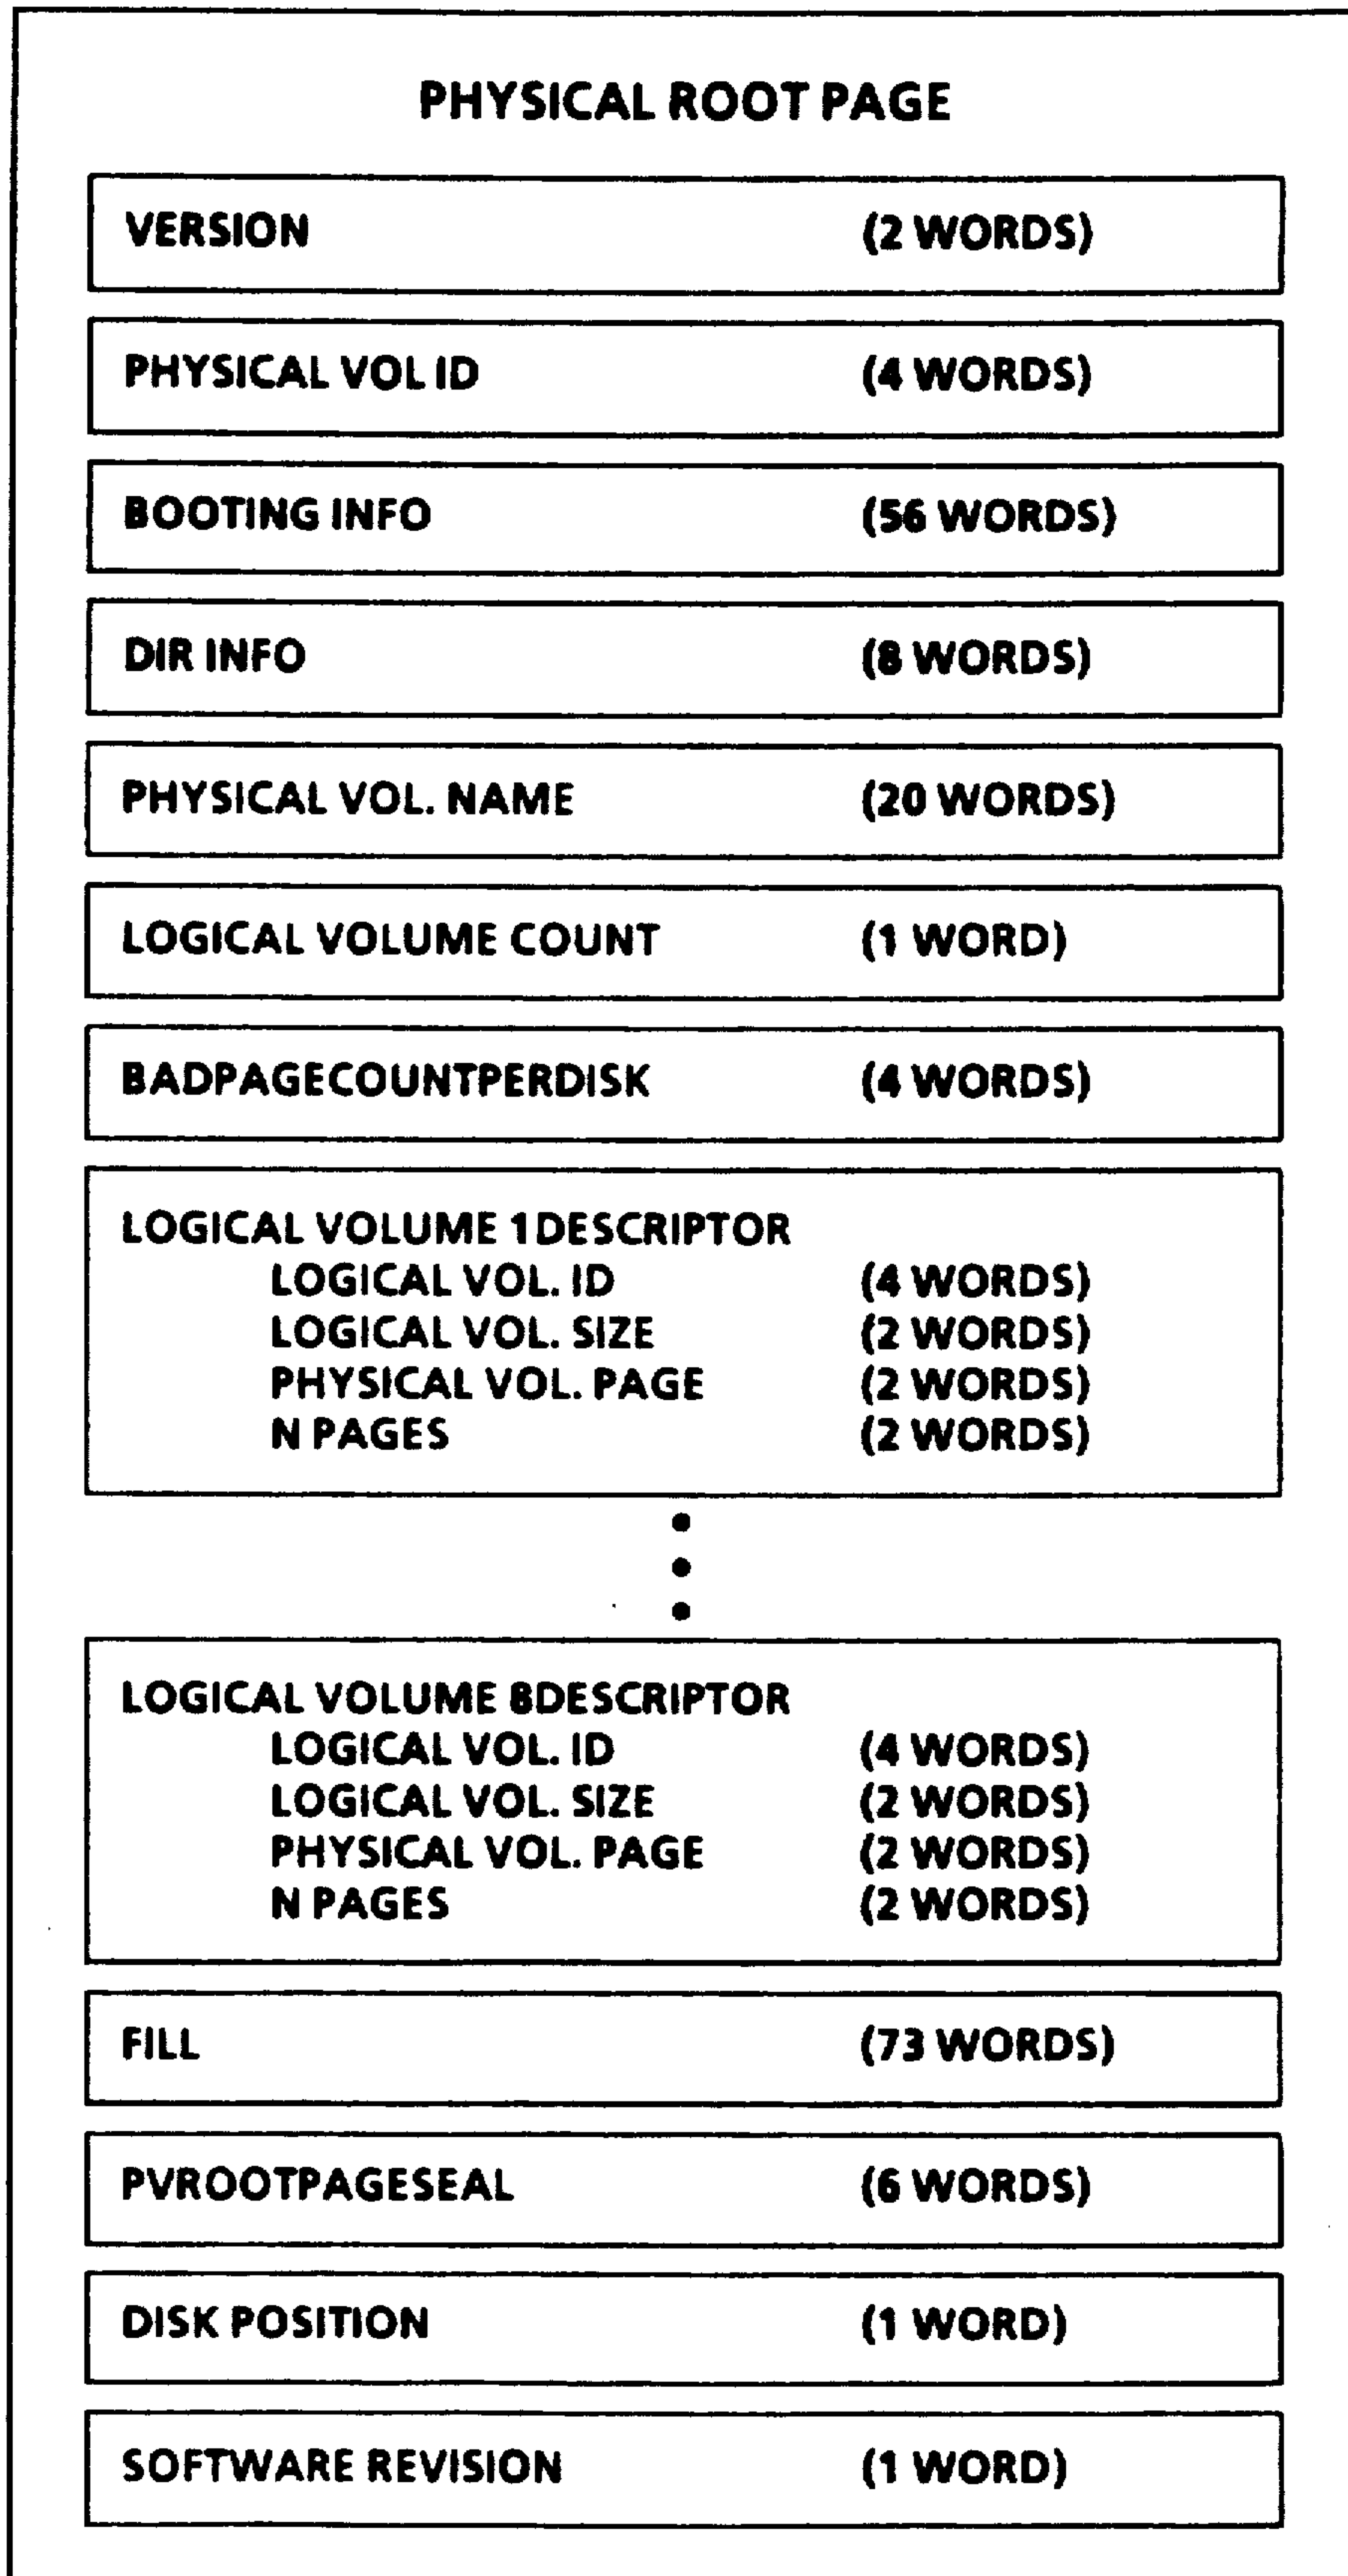 PHYSICAL ROOT PAGE
VERSION (2 WORDS)
PHYSICAL VOL ID (4 WORDS)
BOOTING INFO (56 WORDS)
DIR INFO (8 WORDS)
PHYSICAL VOL. NAME (20 WORDS)
LOGICAL VOLUME COUNT (1 WORD)
BADPAGECOUNTPERDISK (4 WORDS)
LOGICAL VOLUME 1DESCRIPTOR
LOGICAL VOL. ID (4 WORDS)
LOGICAL VOL. SIZE (2 WORDS)
PHYSICAL VOL. PAGE (2 WORDS)
N PAGES (2 WORDS)
LOGICAL VOLUME 8DESCRIPTOR
LOGICAL VOL. ID (4 WORDS)
LOGICAL VOL. SIZE (2 WORDS)
PHYSICAL VOL. PAGE (2 WORDS)
N PAGES (2 WORDS)
FILL (73 WORDS)
PVROOTPAGESEAL (6 WORDS)
DISK POSITION (1 WORD)
SOFTWARE REVISION (1 WORD)